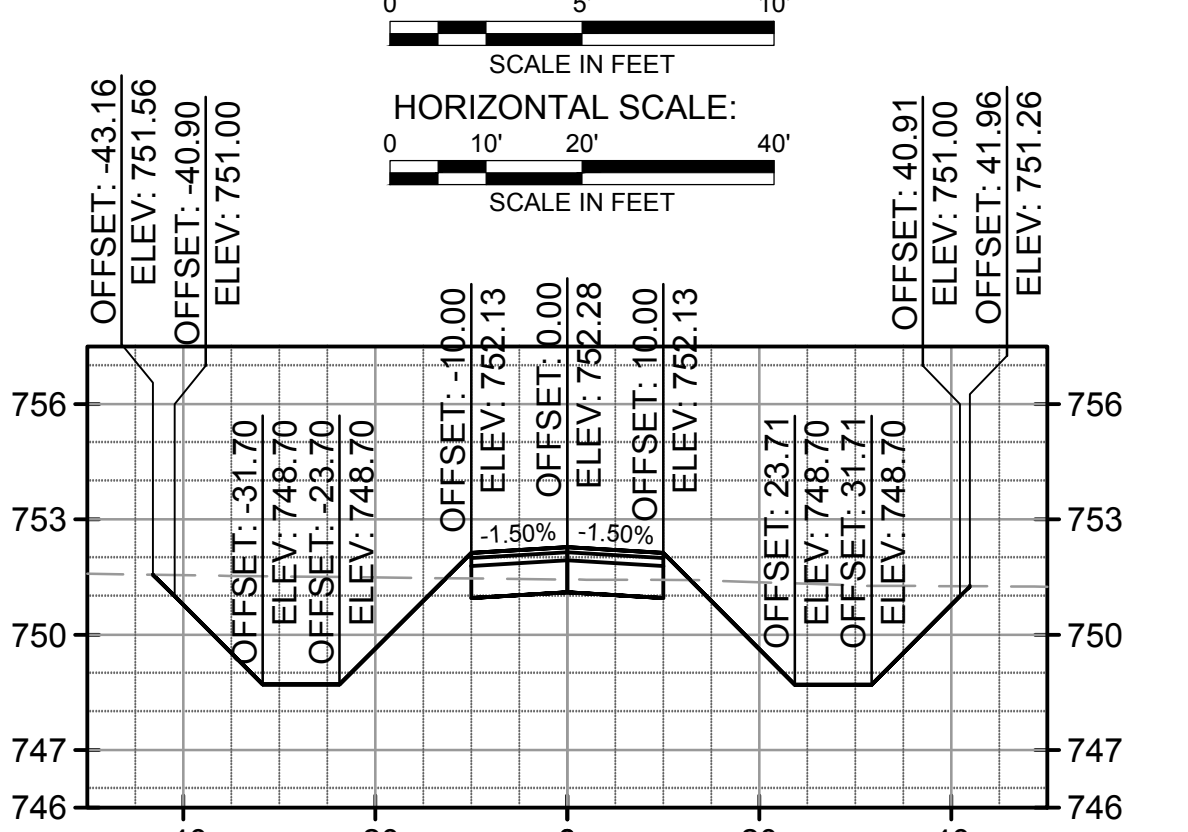 0 5' 10'
SCALE IN FEET
HORIZONTAL SCALE:
0 10' 20' 40'
SCALE IN FEET
OFFSET: -43.16
ELEV: 751.56
OFFSET: -40.90
ELEV: 751.00
OFFSET: 40.91
ELEV: 751.00
OFFSET: 41.96
ELEV: 751.26
OFFSET: -10.00
ELEV: 752.13
OFFSET: 0.00
ELEV: 752.28
OFFSET: 10.00
ELEV: 752.13
OFFSET: -31.70
ELEV: 748.70
OFFSET: -23.70
ELEV: 748.70
OFFSET: 23.71
ELEV: 748.70
OFFSET: 31.71
ELEV: 748.70
-1.50% -1.50%
756 756
753 753
750 750
747 747
746 746